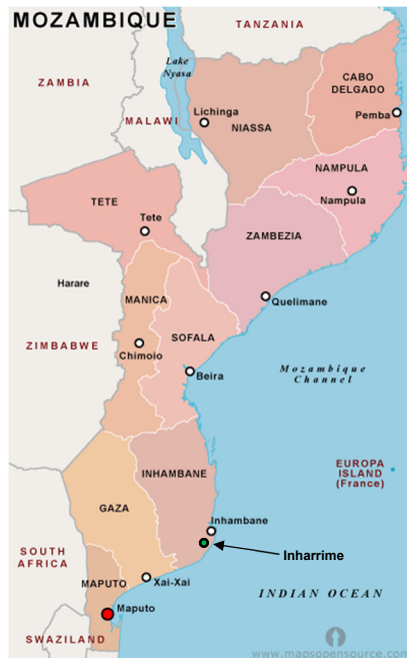 MOZAMBIQUE
TANZANIA
Lake
Nyasa
CABO
DELGADO
ZAMBIA
Lichinga
Pemba
MALAWI
NIASSA
NAMPULA
Nampula
TETE
Tete
ZAMBEZIA
Harare
MANICA
Quelimane
SOFALA
ZIMBABWE
Chimoio
Beira
Mozambique
Channel
EUROPA
ISLAND
(France)
INHAMBANE
GAZA
Inhambane
SOUTH
AFRICA
Inharrime
MAPUTO
Xai-Xai
INDIAN OCEAN
Maputo
SWAZILAND
www.mapsopensource.com